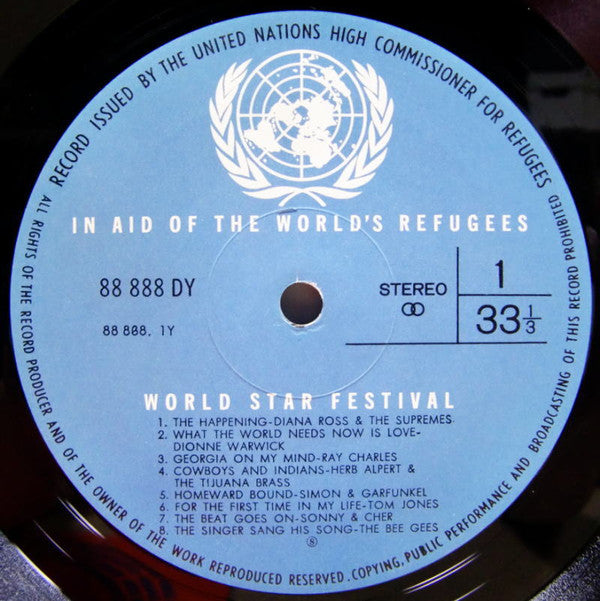 RECORD ISSUED BY THE UNITED NATIONS HIGH COMMISSIONER FOR REFUGEES
IN AID OF THE WORLD'S REFUGEES
88 888 DY
88 888. 1Y
STEREO
1
33 1/3
WORLD STAR FESTIVAL
1. THE HAPPENING-DIANA ROSS & THE SUPREMES
2. WHAT THE WORLD NEEDS NOW IS LOVE-
DIONNE WARWICK
3. GEORGIA ON MY MIND-RAY CHARLES
4. COWBOYS AND INDIANS-HERB ALPERT &
THE TIJUANA BRASS
5. HOMEWARD BOUND-SIMON & GARFUNKEL
6. FOR THE FIRST TIME IN MY LIFE-TOM JONES
7. THE BEAT GOES ON-SONNY & CHER
8. THE SINGER SANG HIS SONG-THE BEE GEES
Ⓢ
ALL RIGHTS OF THE RECORD PRODUCER AND OF THE OWNER OF THE WORK REPRODUCED RESERVED. COPYING, PUBLIC PERFORMANCE AND BROADCASTING OF THIS RECORD PROHIBITED